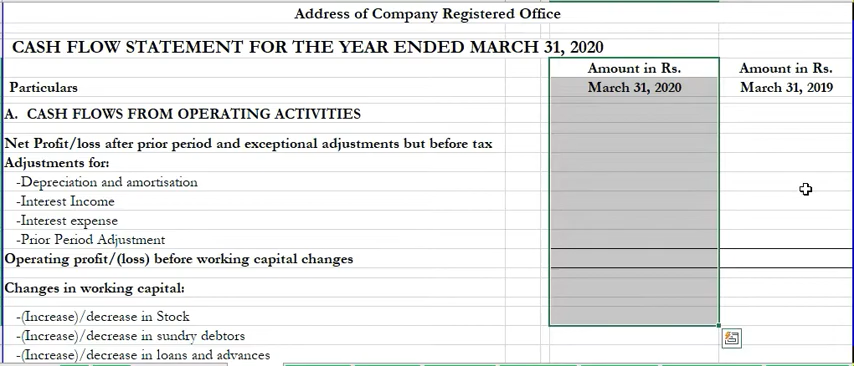 Address of Company Registered Office
CASH FLOW STATEMENT FOR THE YEAR ENDED MARCH 31, 2020
Amount in Rs. Amount in Rs.
Particulars March 31, 2020 March 31, 2019
A. CASH FLOWS FROM OPERATING ACTIVITIES
Net Profit/loss after prior period and exceptional adjustments but before tax
Adjustments for:
-Depreciation and amortisation
-Interest Income
-Interest expense
-Prior Period Adjustment
Operating profit/(loss) before working capital changes
Changes in working capital:
-(Increase)/decrease in Stock
-(Increase)/decrease in sundry debtors
-(Increase)/decrease in loans and advances